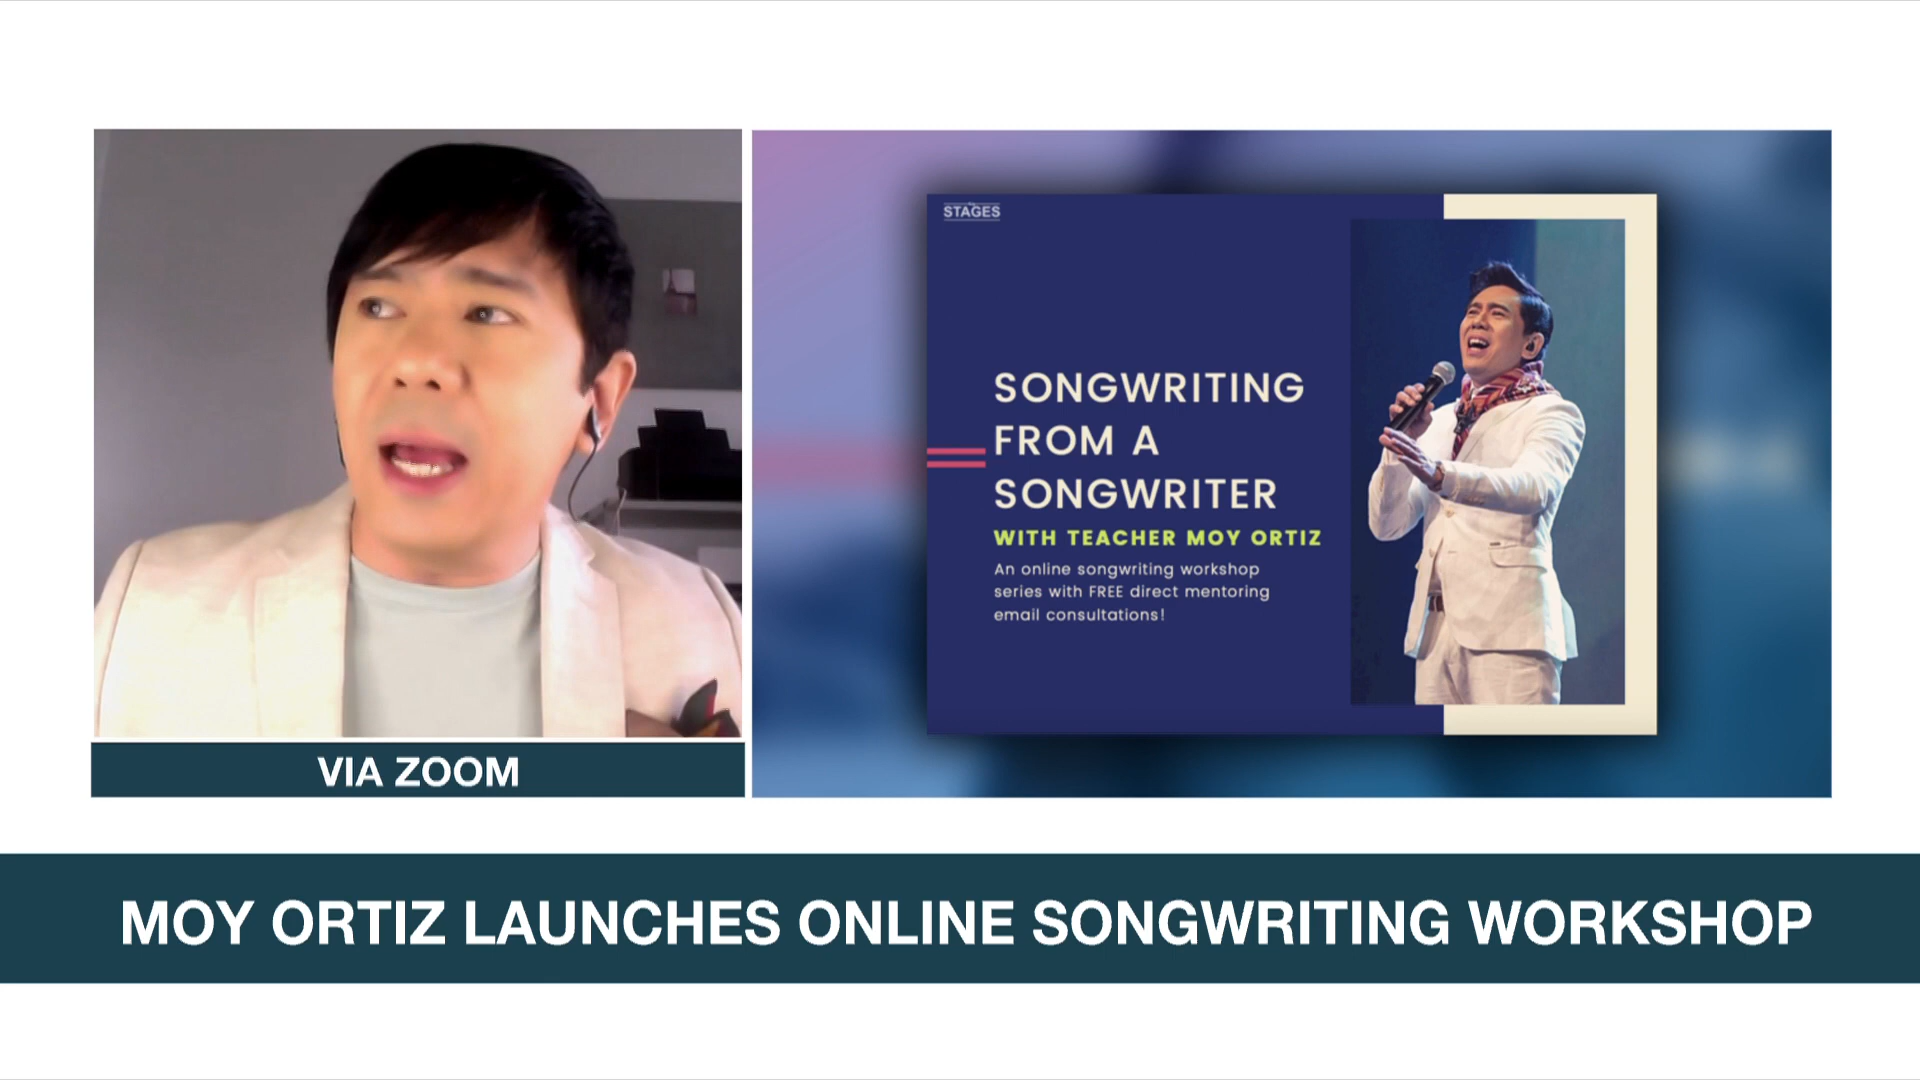 STAGES
SONGWRITING
FROM A
SONGWRITER
WITH TEACHER MOY ORTIZ
An online songwriting workshop
series with FREE direct mentoring
email consultations!
VIA ZOOM
MOY ORTIZ LAUNCHES ONLINE SONGWRITING WORKSHOP